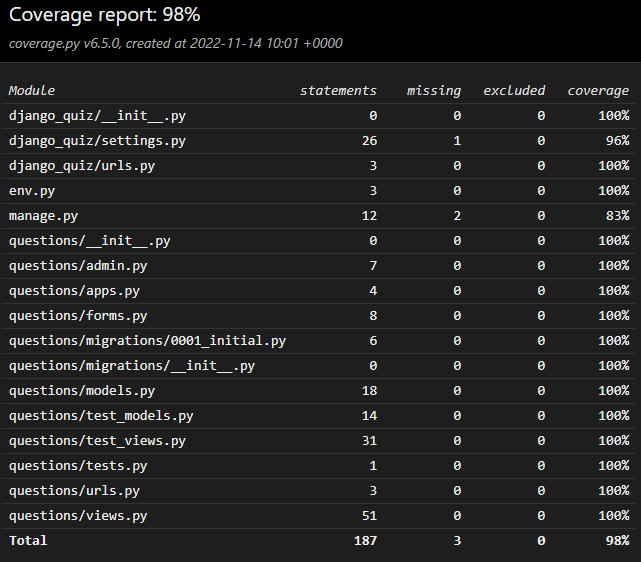 Coverage report: 98%
coverage.py v6.5.0, created at 2022-11-14 10:01 +0000
Module statements missing excluded coverage
django_quiz/__init__.py 0 0 0 100%
django_quiz/settings.py 26 1 0 96%
django_quiz/urls.py 3 0 0 100%
env.py 3 0 0 100%
manage.py 12 2 0 83%
questions/__init__.py 0 0 0 100%
questions/admin.py 7 0 0 100%
questions/apps.py 4 0 0 100%
questions/forms.py 8 0 0 100%
questions/migrations/0001_initial.py 6 0 0 100%
questions/migrations/__init__.py 0 0 0 100%
questions/models.py 18 0 0 100%
questions/test_models.py 14 0 0 100%
questions/test_views.py 31 0 0 100%
questions/tests.py 1 0 0 100%
questions/urls.py 3 0 0 100%
questions/views.py 51 0 0 100%
Total 187 3 0 98%